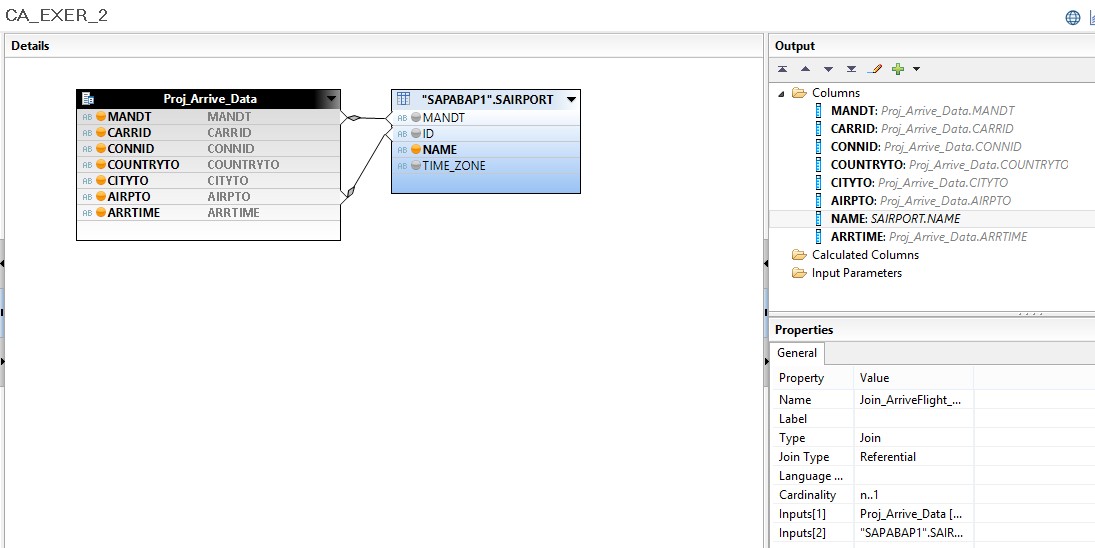 CA_EXER_2
Details
Proj_Arrive_Data
AB MANDT MANDT
AB CARRID CARRID
AB CONNID CONNID
AB COUNTRYTO COUNTRYTO
AB CITYTO CITYTO
AB AIRPTO AIRPTO
AB ARRTIME ARRTIME
"SAPABAP1".SAIRPORT
AB MANDT
AB ID
AB NAME
AB TIME_ZONE
Output
Columns
MANDT: Proj_Arrive_Data.MANDT
CARRID: Proj_Arrive_Data.CARRID
CONNID: Proj_Arrive_Data.CONNID
COUNTRYTO: Proj_Arrive_Data.COUNTRYTO
CITYTO: Proj_Arrive_Data.CITYTO
AIRPTO: Proj_Arrive_Data.AIRPTO
NAME: SAIRPORT.NAME
ARRTIME: Proj_Arrive_Data.ARRTIME
Calculated Columns
Input Parameters
Properties
General
Property Value
Name Join_ArriveFlight_...
Label
Type Join
Join Type Referential
Language ...
Cardinality n..1
Inputs[1] Proj_Arrive_Data [...
Inputs[2] "SAPABAP1".SAIR...